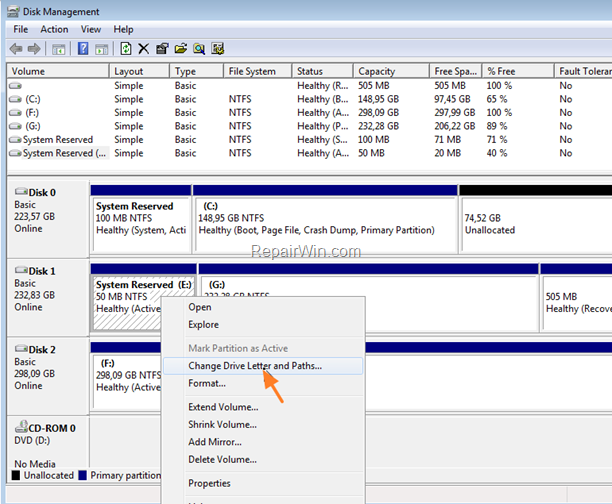 Disk Management
File Action View Help
Volume Layout Type File System Status Capacity Free Spa... % Free Fault Toleran
Simple Basic Healthy (R... 505 MB 505 MB 100 % No
(C:) Simple Basic NTFS Healthy (B... 148,95 GB 97,45 GB 65 % No
(F:) Simple Basic NTFS Healthy (A... 298,09 GB 297,99 GB 100 % No
(G:) Simple Basic NTFS Healthy (P... 232,28 GB 206,22 GB 89 % No
System Reserved Simple Basic NTFS Healthy (S... 100 MB 71 MB 71 % No
System Reserved (... Simple Basic NTFS Healthy (A... 50 MB 20 MB 40 % No
Disk 0
Basic
223,57 GB
Online
System Reserved
100 MB NTFS
Healthy (System, Acti
(C:)
148,95 GB NTFS
Healthy (Boot, Page File, Crash Dump, Primary Partition)
74,52 GB
Unallocated
RepairWin.com
Disk 1
Basic
232,83 GB
Online
System Reserved (E:)
50 MB NTFS
Healthy (Active
(G:)
232,28 GB NTFS
505 MB
Healthy (Recove
Disk 2
Basic
298,09 GB
Online
(F:)
298,09 GB NTFS
Healthy (Active
CD-ROM 0
DVD (D:)
No Media
Unallocated Primary partition
Open
Explore
Mark Partition as Active
Change Drive Letter and Paths...
Format...
Extend Volume...
Shrink Volume...
Add Mirror...
Delete Volume...
Properties